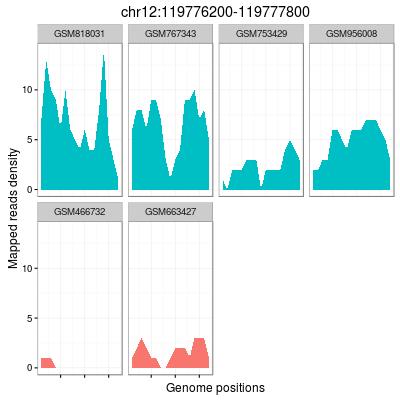 chr12:119776200-119777800
GSM818031 GSM767343 GSM753429 GSM956008
10
5
0
GSM466732 GSM663427
10
5
0
Mapped reads density
Genome positions